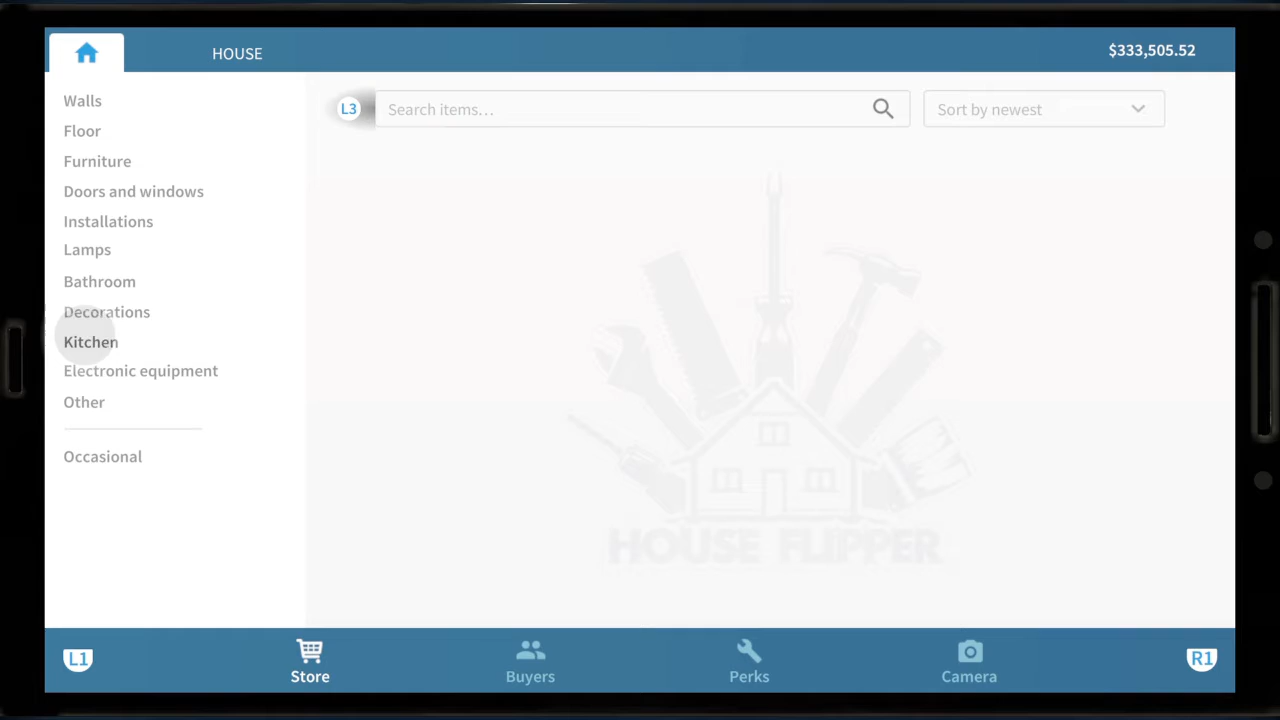 HOUSE
$333,505.52
Walls
Floor
Furniture
Doors and windows
Installations
Lamps
Bathroom
Decorations
Kitchen
Electronic equipment
Other
Occasional
L3
Search items...
Sort by newest
HOUSE FLIPPER
L1
Store
Buyers
Perks
Camera
R1